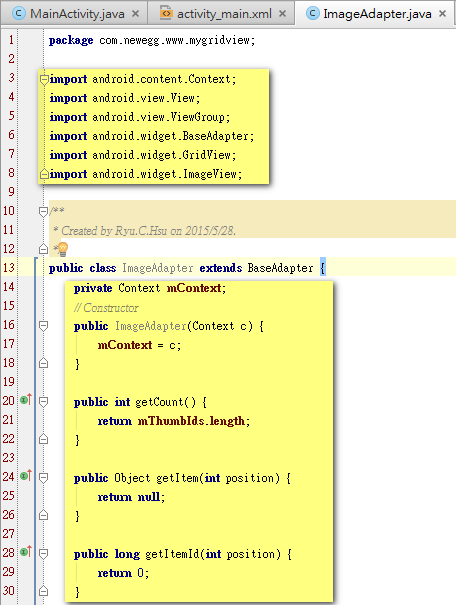 MainActivity.java × activity_main.xml × ImageAdapter.java
1 package com.newegg.www.mygridview;
2
3 import android.content.Context;
4 import android.view.View;
5 import android.view.ViewGroup;
6 import android.widget.BaseAdapter;
7 import android.widget.GridView;
8 import android.widget.ImageView;
9
10 /**
11 * Created by Ryu.C.Hsu on 2015/5/28.
12 */
13 public class ImageAdapter extends BaseAdapter {
14 private Context mContext;
15 // Constructor
16 public ImageAdapter(Context c) {
17 mContext = c;
18 }
19
20 public int getCount() {
21 return mThumbIds.length;
22 }
23
24 public Object getItem(int position) {
25 return null;
26 }
27
28 public long getItemId(int position) {
29 return 0;
30 }